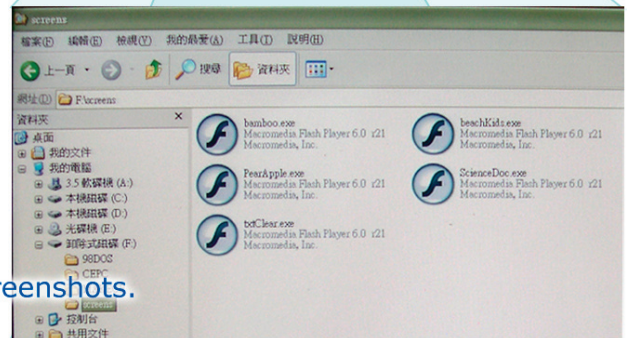 screens
檔案(F) 編輯(E) 檢視(V) 我的最愛(A) 工具(T) 說明(H)
上一頁 搜尋 資料夾
網址(D) F:\screens
資料夾 ×
桌面
我的文件
我的電腦
3.5 軟碟機 (A:)
本機磁碟 (C:)
本機磁碟 (D:)
光碟機 (E:)
卸除式磁碟 (F:)
98DOS
CEPC
screens
控制台
共用文件
bamboo.exe
Macromedia Flash Player 6.0 r21
Macromedia, Inc.
beachKids.exe
Macromedia Flash Player 6.0 r21
Macromedia, Inc.
PearApple.exe
Macromedia Flash Player 6.0 r21
Macromedia, Inc.
ScienceDoc.exe
Macromedia Flash Player 6.0 r21
Macromedia, Inc.
txtClear.exe
Macromedia Flash Player 6.0 r21
Macromedia, Inc.
reenshots.